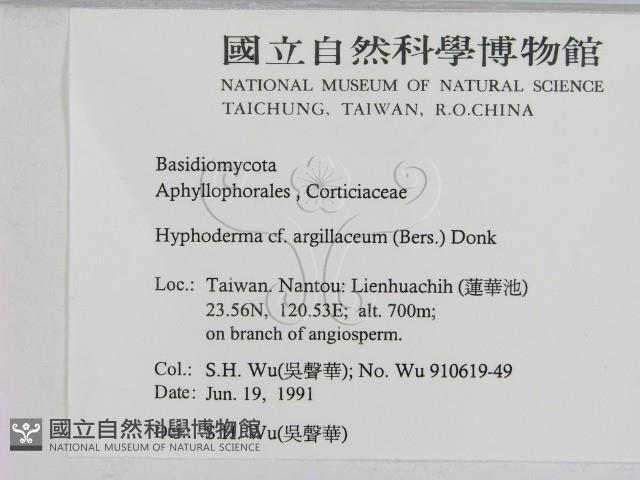 國立自然科學博物館
NATIONAL MUSEUM OF NATURAL SCIENCE
TAICHUNG, TAIWAN, R.O.CHINA
Basidiomycota
Aphyllophorales , Corticiaceae
Hyphoderma cf. argillaceum (Bers.) Donk
Loc.: Taiwan. Nantou: Lienhuachih (蓮華池)
23.56N, 120.53E; alt. 700m;
on branch of angiosperm.
Col.: S.H. Wu(吳聲華); No. Wu 910619-49
Date: Jun. 19, 1991
S.H. Wu(吳聲華)
國立自然科學博物館
NATIONAL MUSEUM OF NATURAL SCIENCE